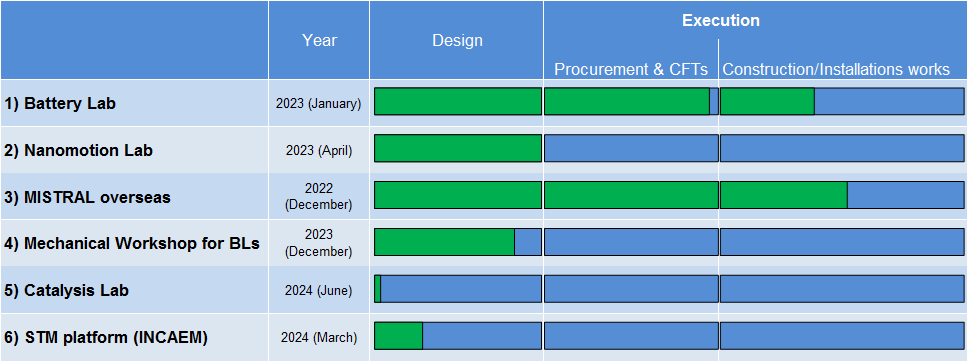 Year
Design
Execution
Procurement & CFTs
Construction/Installations works
1) Battery Lab
2023 (January)
2) Nanomotion Lab
2023 (April)
3) MISTRAL overseas
2022
(December)
4) Mechanical Workshop for BLs
2023
(December)
5) Catalysis Lab
2024 (June)
6) STM platform (INCAEM)
2024 (March)